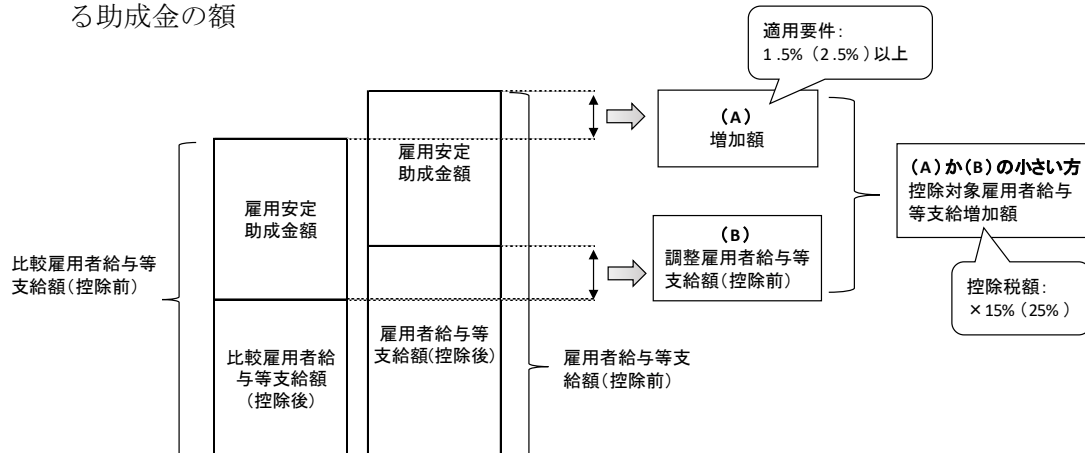 る助成金の額
適用要件:
1.5%（2.5%）以上
（A）
増加額
雇用安定
助成金額
雇用安定
助成金額
（A）か（B）の小さい方
控除対象雇用者給与
等支給増加額
（B）
調整雇用者給与等
支給額（控除前）
比較雇用者給与等
支給額（控除前）
控除税額:
×15%（25%）
雇用者給与等
支給額（控除後）
比較雇用者給
与等支給額
（控除後）
雇用者給与等支
給額（控除前）